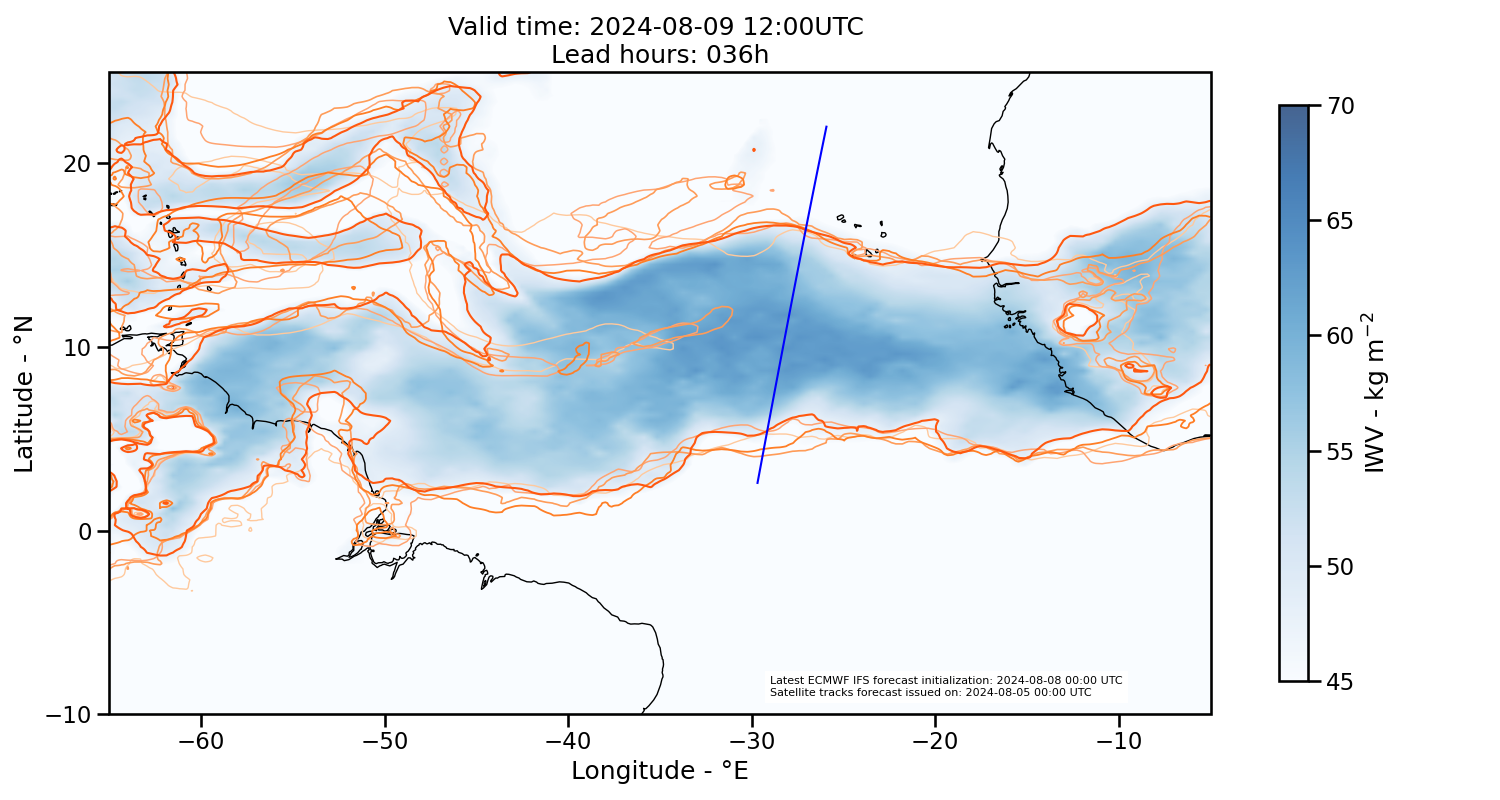 Valid time: 2024-08-09 12:00UTC
Lead hours: 036h
Latitude - °N
20
10
0
−10
−60
−50
−40
−30
−20
−10
Longitude - °E
Latest ECMWF IFS forecast initialization: 2024-08-08 00:00 UTC
Satellite tracks forecast issued on: 2024-08-05 00:00 UTC
70
65
60
55
50
45
IWV - kg m⁻²